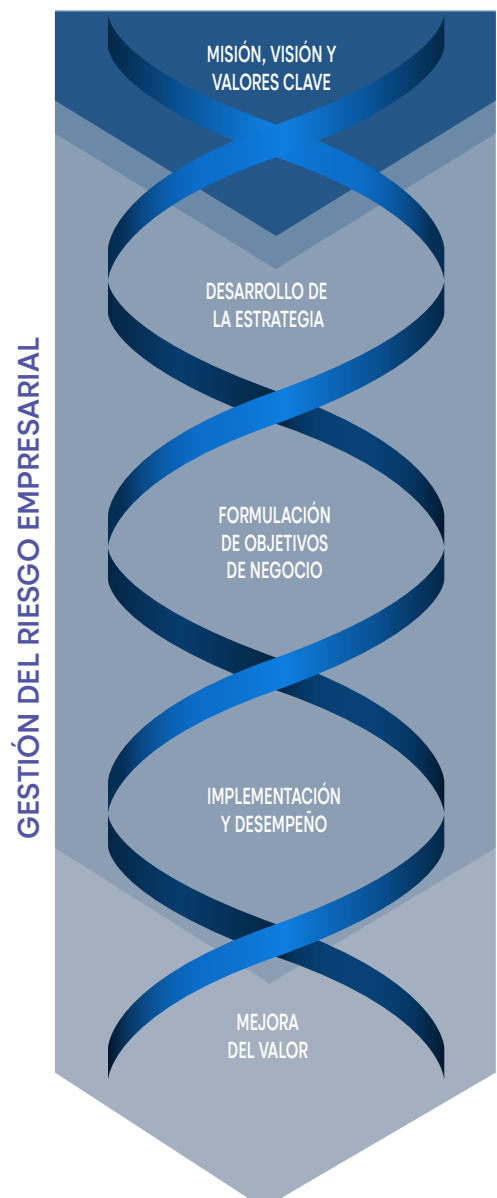 MISIÓN, VISIÓN Y
VALORES CLAVE
DESARROLLO DE
LA ESTRATEGIA
GESTIÓN DEL RIESGO EMPRESARIAL
FORMULACIÓN
DE OBJETIVOS
DE NEGOCIO
IMPLEMENTACIÓN
Y DESEMPEÑO
MEJORA
DEL VALOR